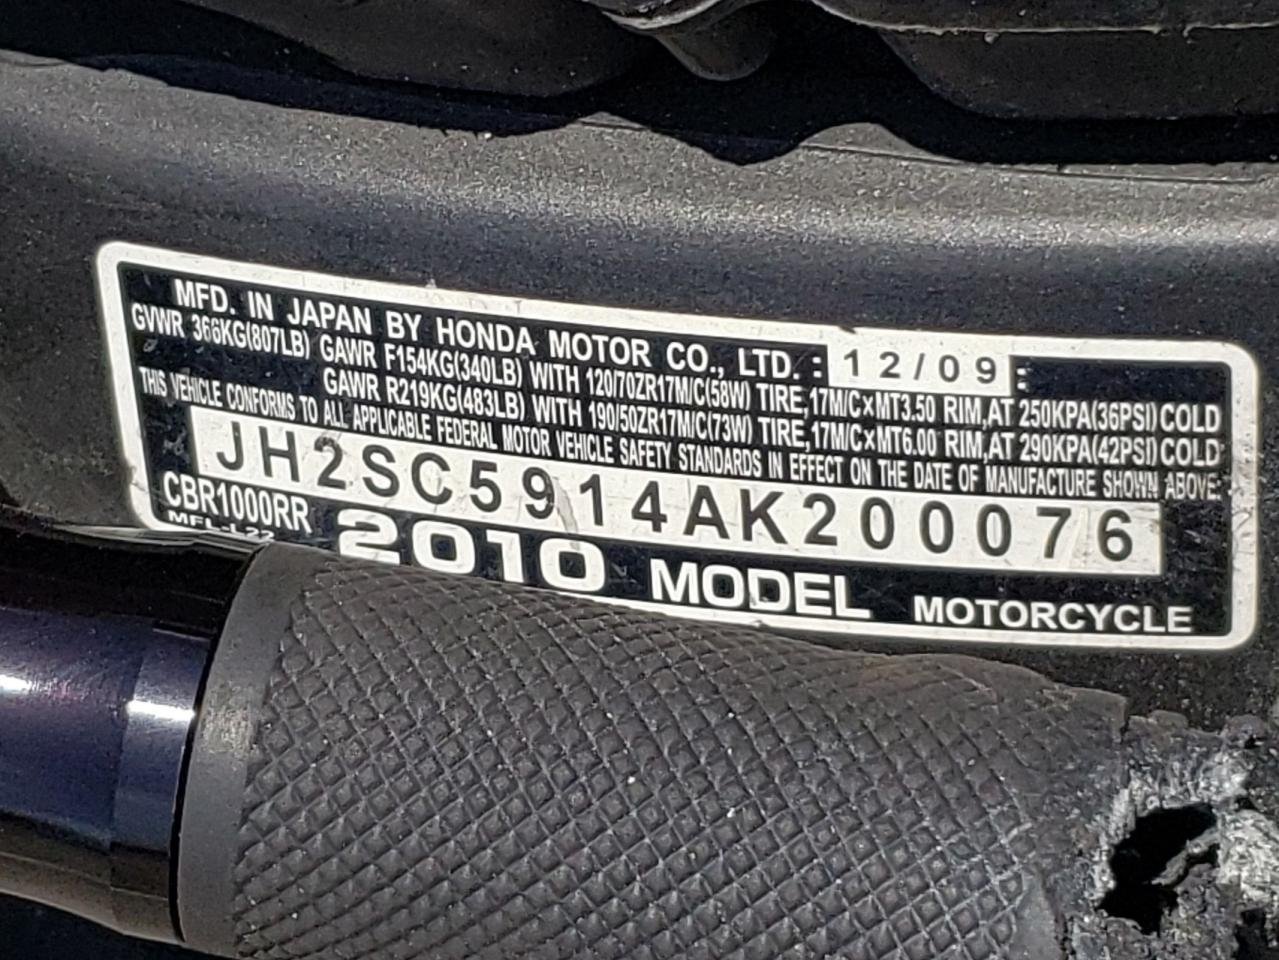 MFD. IN JAPAN BY HONDA MOTOR CO., LTD. : 12/09 :
GVWR 366KG(807LB) GAWR F154KG(340LB) WITH 120/70ZR17M/C(58W) TIRE,17M/C×MT3.50 RIM,AT 250KPA(36PSI)COLD
GAWR R219KG(483LB) WITH 190/50ZR17M/C(73W) TIRE,17M/C×MT6.00 RIM,AT 290KPA(42PSI)COLD
THIS VEHICLE CONFORMS TO ALL APPLICABLE FEDERAL MOTOR VEHICLE SAFETY STANDARDS IN EFFECT ON THE DATE OF MANUFACTURE SHOWN ABOVE.
JH2SC5914AK200076
CBR1000RR 2010 MODEL MOTORCYCLE
MFL-L22